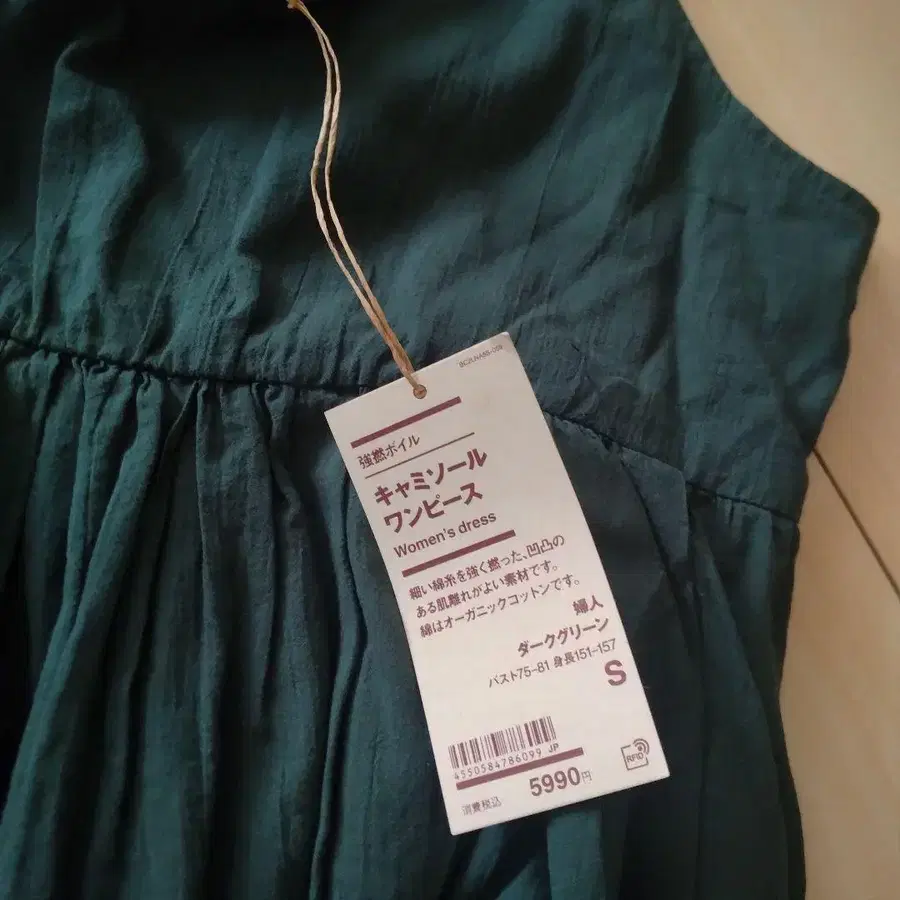 強撚ボイル
キャミソール
ワンピース
Women's dress
細い綿糸を強く撚った、凹凸の
ある肌離れがよい素材です。
綿はオーガニックコットンです。
婦人
ダークグリーン
バスト75-81 身長151-157
S
4550584786099 JP
消費税込 5990円
RFID